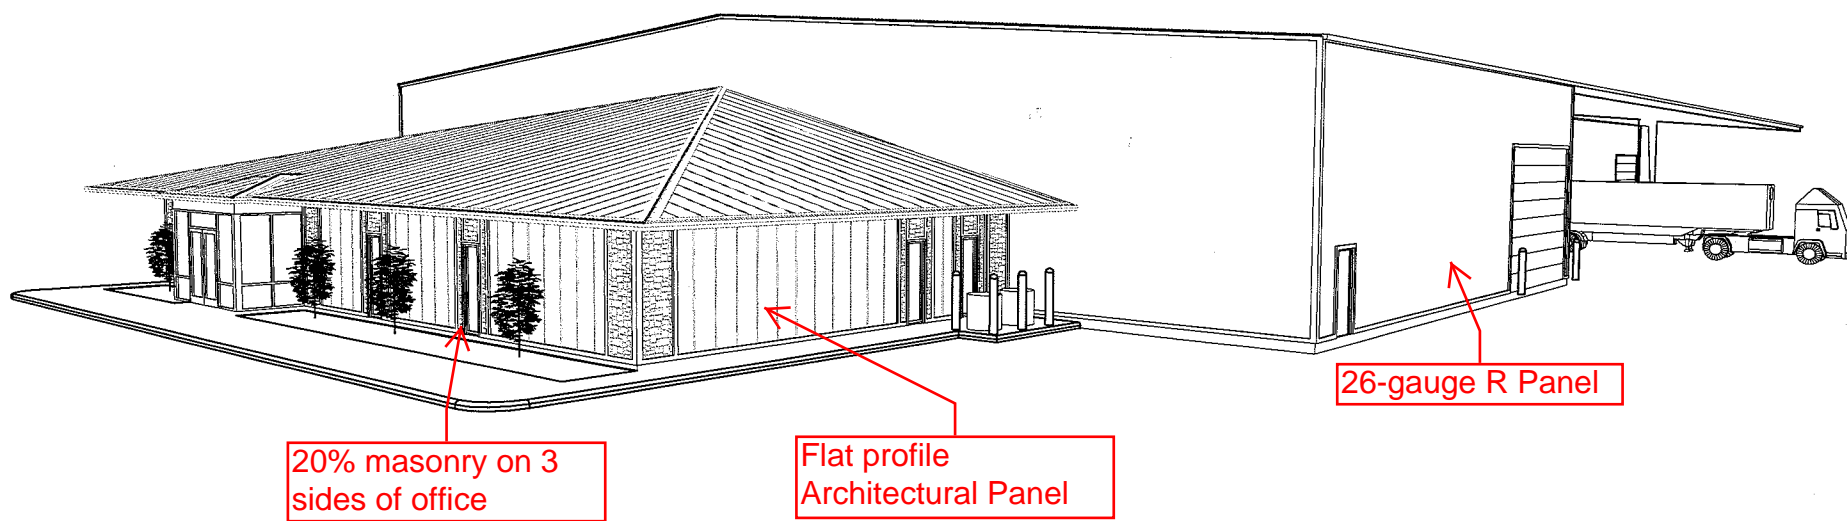 26-gauge R Panel
20% masonry on 3
sides of office
Flat profile
Architectural Panel